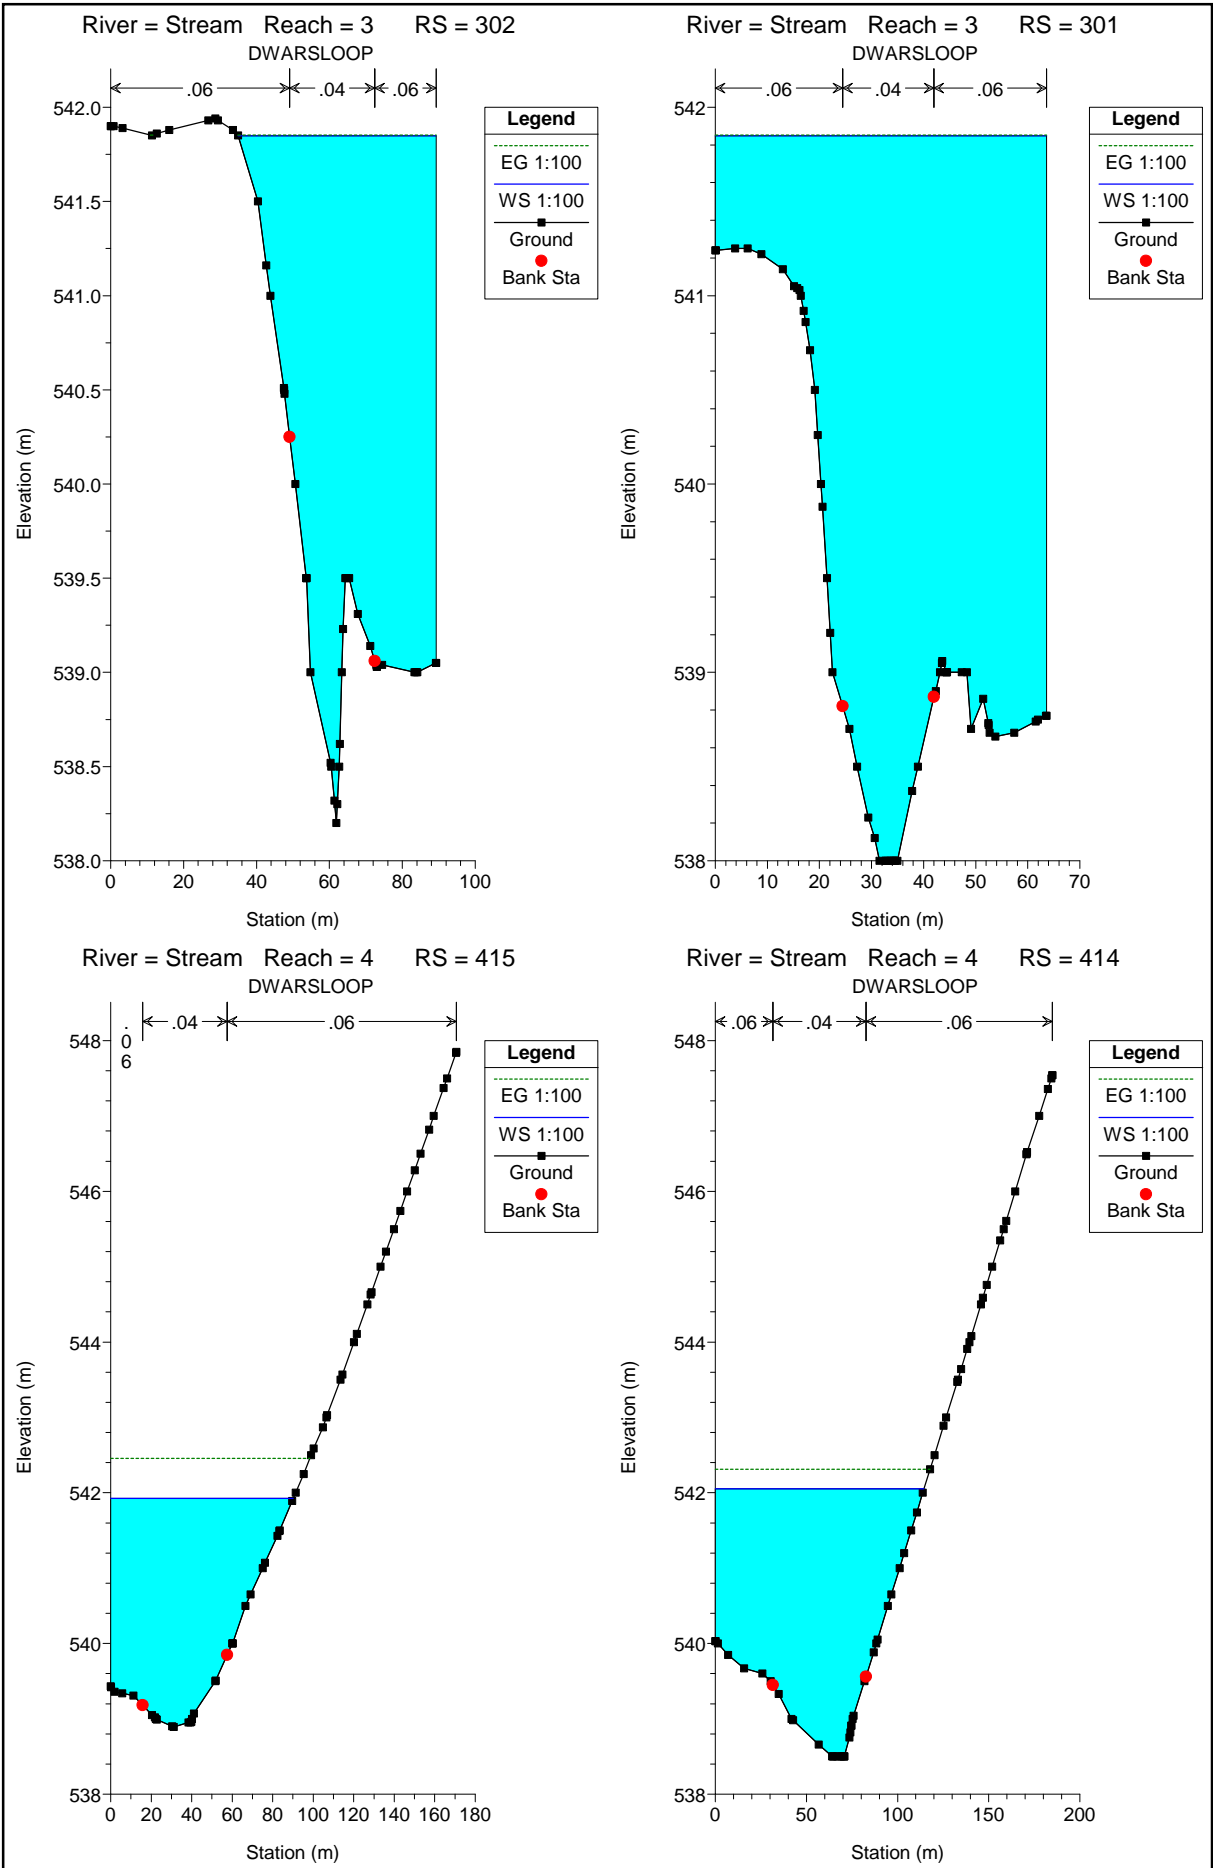 River = Stream Reach = 3 RS = 302
DWARSLOOP
.06 .04 .06
542.0
541.5
541.0
540.5
540.0
539.5
539.0
538.5
538.0
Elevation (m)
0 20 40 60 80 100
Station (m)
Legend
EG 1:100
WS 1:100
Ground
Bank Sta
River = Stream Reach = 3 RS = 301
DWARSLOOP
.06 .04 .06
542
541
540
539
538
Elevation (m)
0 10 20 30 40 50 60 70
Station (m)
Legend
EG 1:100
WS 1:100
Ground
Bank Sta
River = Stream Reach = 4 RS = 415
DWARSLOOP
.06 .04 .06
548
546
544
542
540
538
Elevation (m)
0 20 40 60 80 100 120 140 160 180
Station (m)
Legend
EG 1:100
WS 1:100
Ground
Bank Sta
River = Stream Reach = 4 RS = 414
DWARSLOOP
.06 .04 .06
548
546
544
542
540
538
Elevation (m)
0 50 100 150 200
Station (m)
Legend
EG 1:100
WS 1:100
Ground
Bank Sta